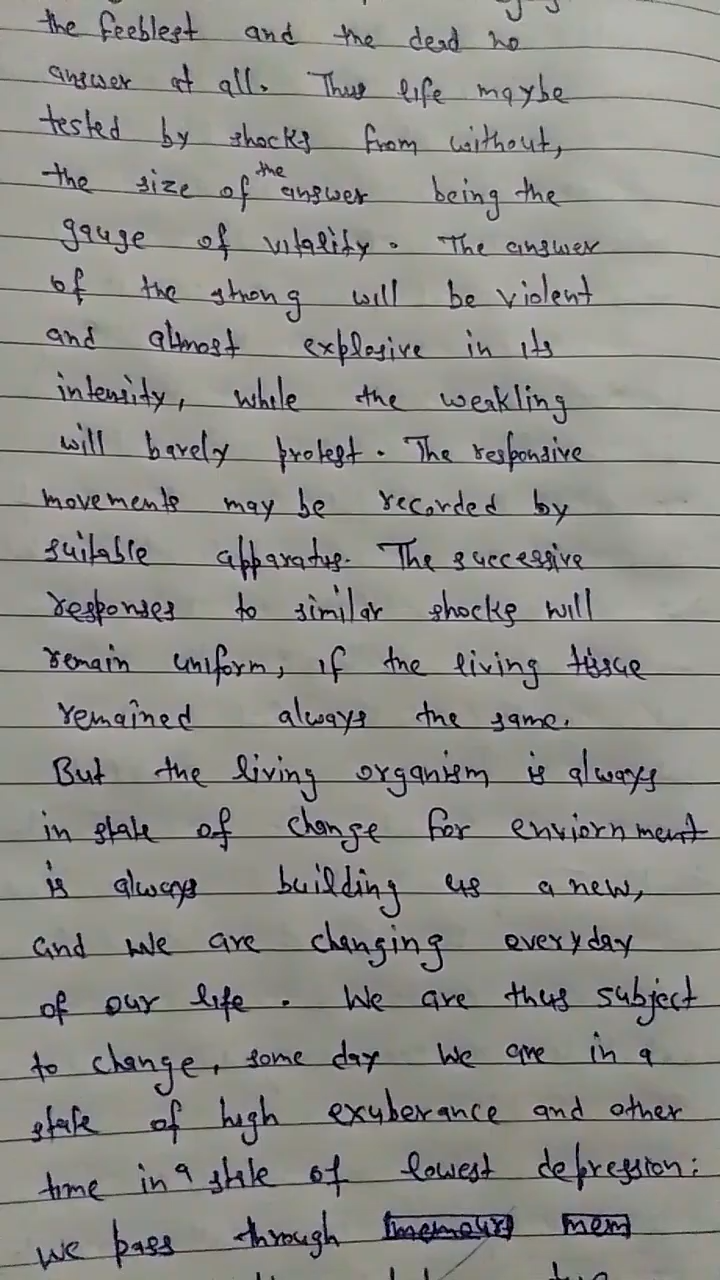 the feeblest and the dead no
answer at all. Thus life maybe
tested by shocks from without,
the size of the answer being the
gauge of vitality. The answer
of the strong will be violent
and almost explosive in its
intensity, while the weakling
will barely protest. The responsive
movements may be recorded by
suitable apparatus. The successive
responses to similar shocks will
remain uniform, if the living tissue
remained always the same.
But the living organism is always
in state of change for enviornment
is always building us a new,
and we are changing everyday
of our life. We are thus subject
to change, some day we are in a
state of high exuberance and other
time in a state of lowest depression:
we pass through